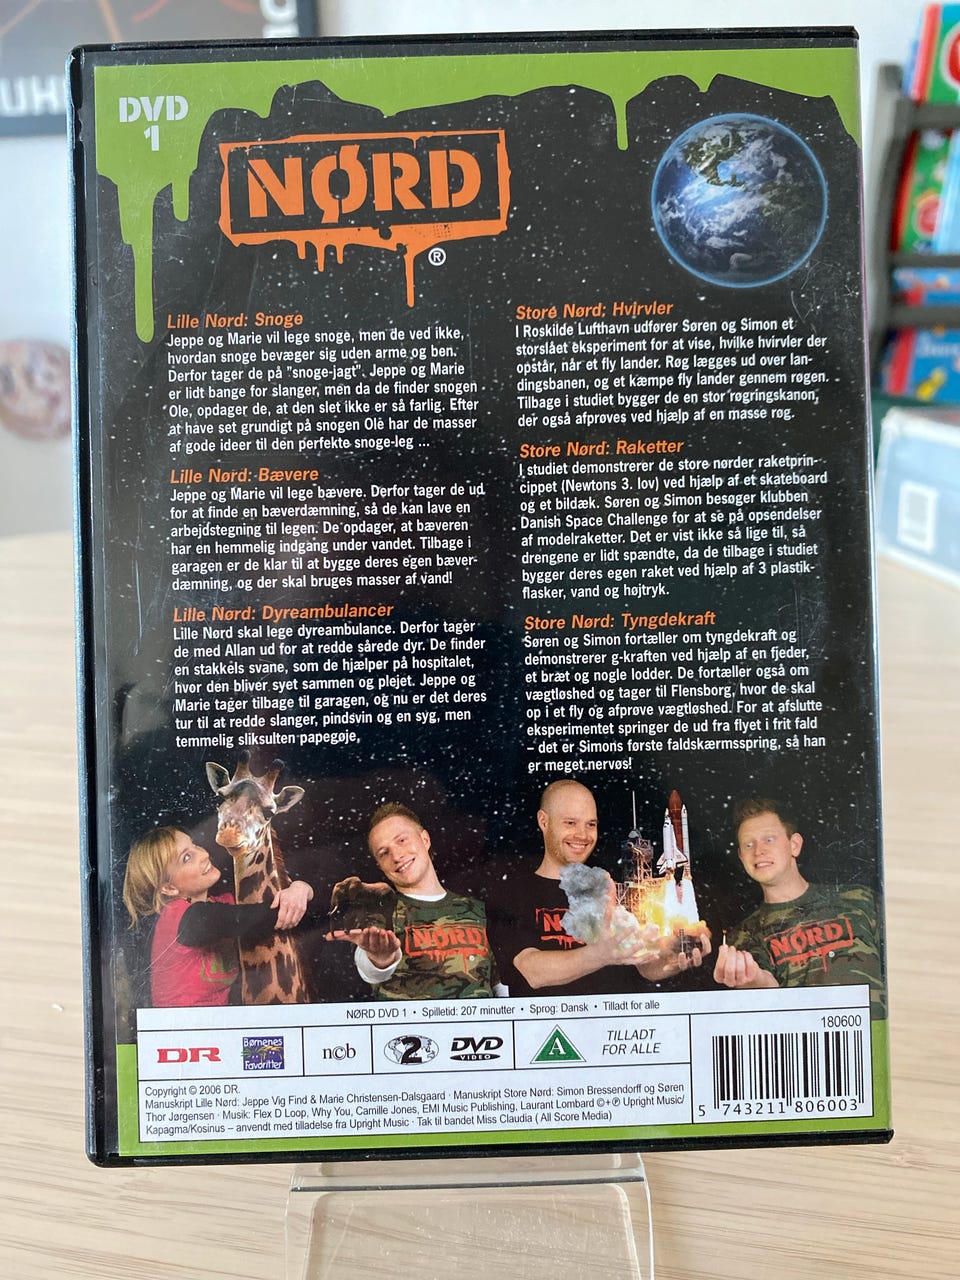 UH
DVD
1
NØRD
®
Lille Nørd: Snoge
Jeppe og Marie vil lege snoge, men de ved ikke,
hvordan snoge bevæger sig uden arme og ben.
Derfor tager de på "snoge-jagt". Jeppe og Marie
er lidt bange for slanger, men da de finder snogen
Ole, opdager de, at den slet ikke er så farlig. Efter
at have set grundigt på snogen Ole har de masser
af gode ideer til den perfekte snoge-leg ...
Lille Nørd: Bævere
Jeppe og Marie vil lege bævere. Derfor tager de ud
for at finde en bæverdæmning, så de kan lave en
arbejdstegning til legen. De opdager, at bæveren
har en hemmelig indgang under vandet. Tilbage i
garagen er de klar til at bygge deres egen bæver-
dæmning, og der skal bruges masser af vand!
Lille Nørd: Dyreambulancer
Lille Nørd skal lege dyreambulance. Derfor tager
de med Allan ud for at redde sårede dyr. De finder
en stakkels svane, som de hjælper på hospitalet,
hvor den bliver syet sammen og plejet. Jeppe og
Marie tager tilbage til garagen, og nu er det deres
tur til at redde slanger, pindsvin og en syg, men
temmelig sliksulten papegøje.
Store Nørd: Hvirvler
I Roskilde Lufthavn udfører Søren og Simon et
storslået eksperiment for at vise, hvilke hvirvler der
opstår, når et fly lander. Røg lægges ud over lan-
dingsbanen, og et kæmpe fly lander gennem røgen.
Tilbage i studiet bygger de en stor røgringskanon,
der også afprøves ved hjælp af en masse røg.
Store Nørd: Raketter
I studiet demonstrerer de store nørder raketprin-
cippet (Newtons 3. lov) ved hjælp af et skateboard
og et bildæk. Søren og Simon besøger klubben
Danish Space Challenge for at se på opsendelser
af modelraketter. Det er vist ikke så lige til, så
drengene er lidt spændte, da de tilbage i studiet
bygger deres egen raket ved hjælp af 3 plastik-
flasker, vand og højtryk.
Store Nørd: Tyngdekraft
Søren og Simon fortæller om tyngdekraft og
demonstrerer g-kraften ved hjælp af en fjeder,
et bræt og nogle lodder. De fortæller også om
vægtløshed og tager til Flensborg, hvor de skal
op i et fly og afprøve vægtløshed. For at afslutte
eksperimentet springer de ud fra flyet i frit fald
– det er Simons første faldskærmsspring, så han
er meget nervøs!
NØRD
N
NØRD
NØRD DVD 1 • Spilletid: 207 minutter • Sprog: Dansk • Tilladt for alle
DR
Børnenes
Favoritter
ncb
2
DVD
VIDEO
A
TILLADT
FOR ALLE
180600
5 743211 806003
Copyright © 2006 DR.
Manuskript Lille Nørd: Jeppe Vig Find & Marie Christensen-Dalsgaard · Manuskript Store Nørd: Simon Bressendorff og Søren
Thor Jørgensen · Musik: Flex D Loop, Why You, Camille Jones, EMI Music Publishing, Laurant Lombard ©+℗ Upright Music/
Kapagma/Kosinus – anvendt med tilladelse fra Upright Music · Tak til bandet Miss Claudia ( All Score Media)